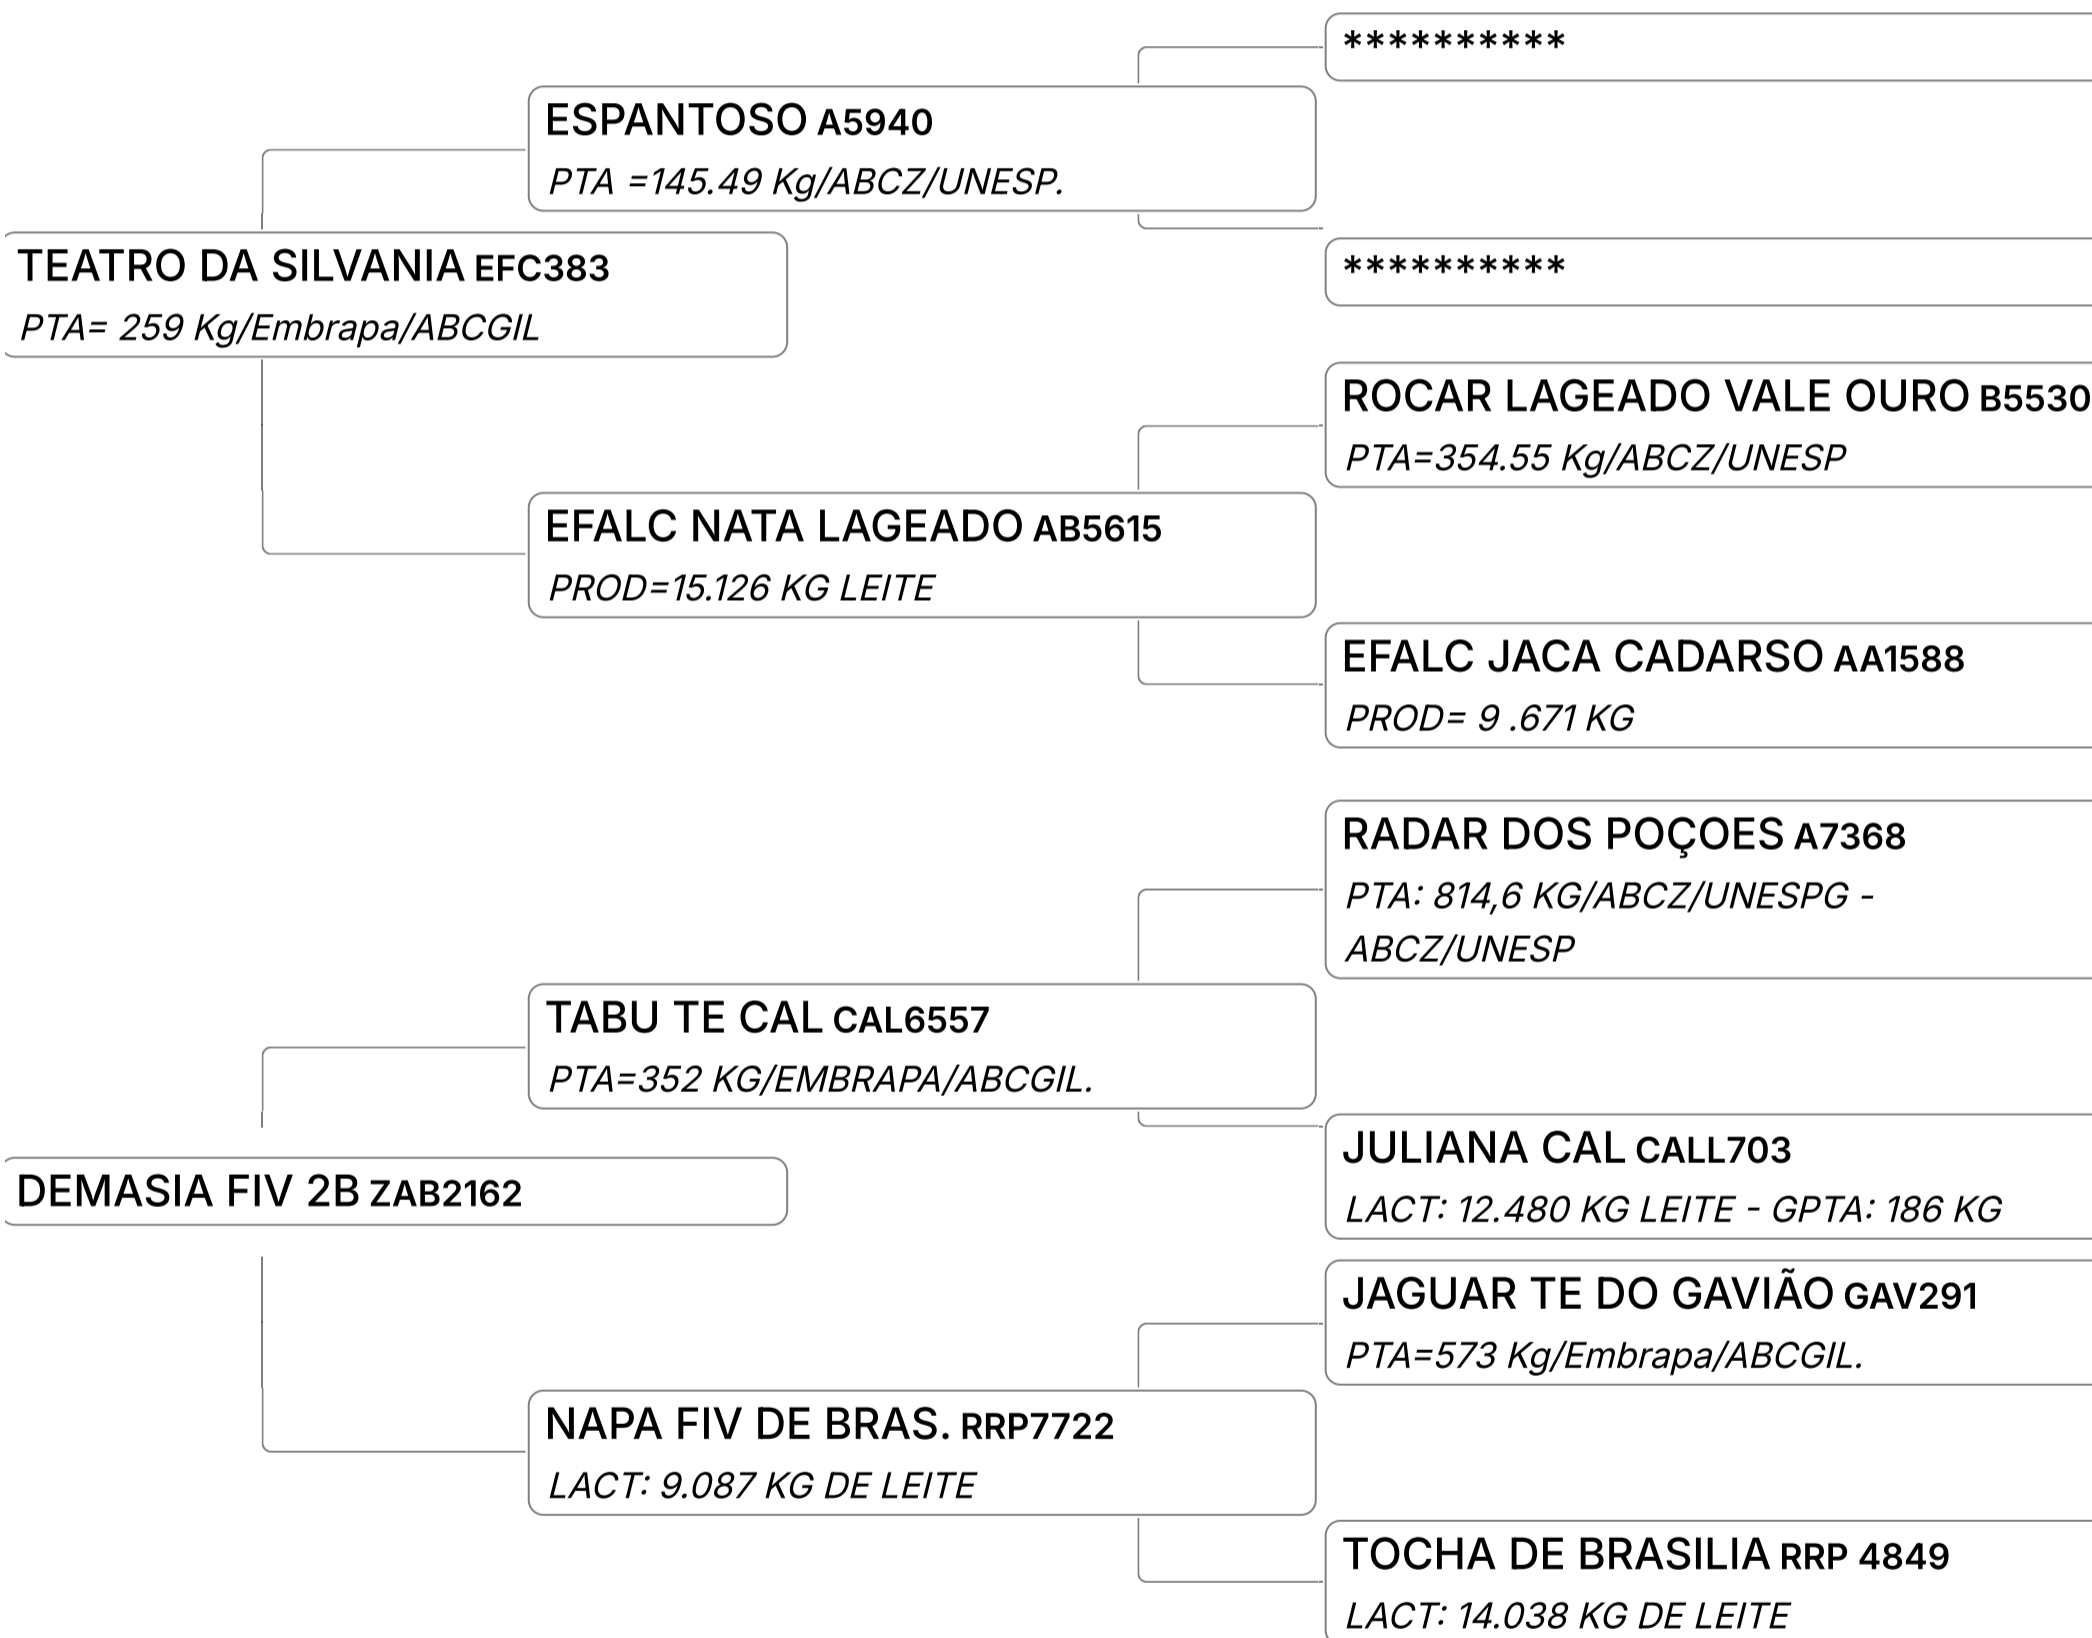 **********
ESPANTOSO A5940
PTA =145.49 Kg/ABCZ/UNESP.
TEATRO DA SILVANIA EFC383
PTA= 259 Kg/Embrapa/ABCGIL
**********
ROCAR LAGEADO VALE OURO B5530
PTA=354.55 Kg/ABCZ/UNESP
EFALC NATA LAGEADO AB5615
PROD=15.126 KG LEITE
EFALC JACA CADARSO AA1588
PROD= 9 .671 KG
RADAR DOS POÇOES A7368
PTA: 814,6 KG/ABCZ/UNESPG -
ABCZ/UNESP
TABU TE CAL CAL6557
PTA=352 KG/EMBRAPA/ABCGIL.
JULIANA CAL CALL703
LACT: 12.480 KG LEITE - GPTA: 186 KG
DEMASIA FIV 2B ZAB2162
JAGUAR TE DO GAVIÃO GAV291
PTA=573 Kg/Embrapa/ABCGIL.
NAPA FIV DE BRAS. RRP7722
LACT: 9.087 KG DE LEITE
TOCHA DE BRASILIA RRP 4849
LACT: 14.038 KG DE LEITE